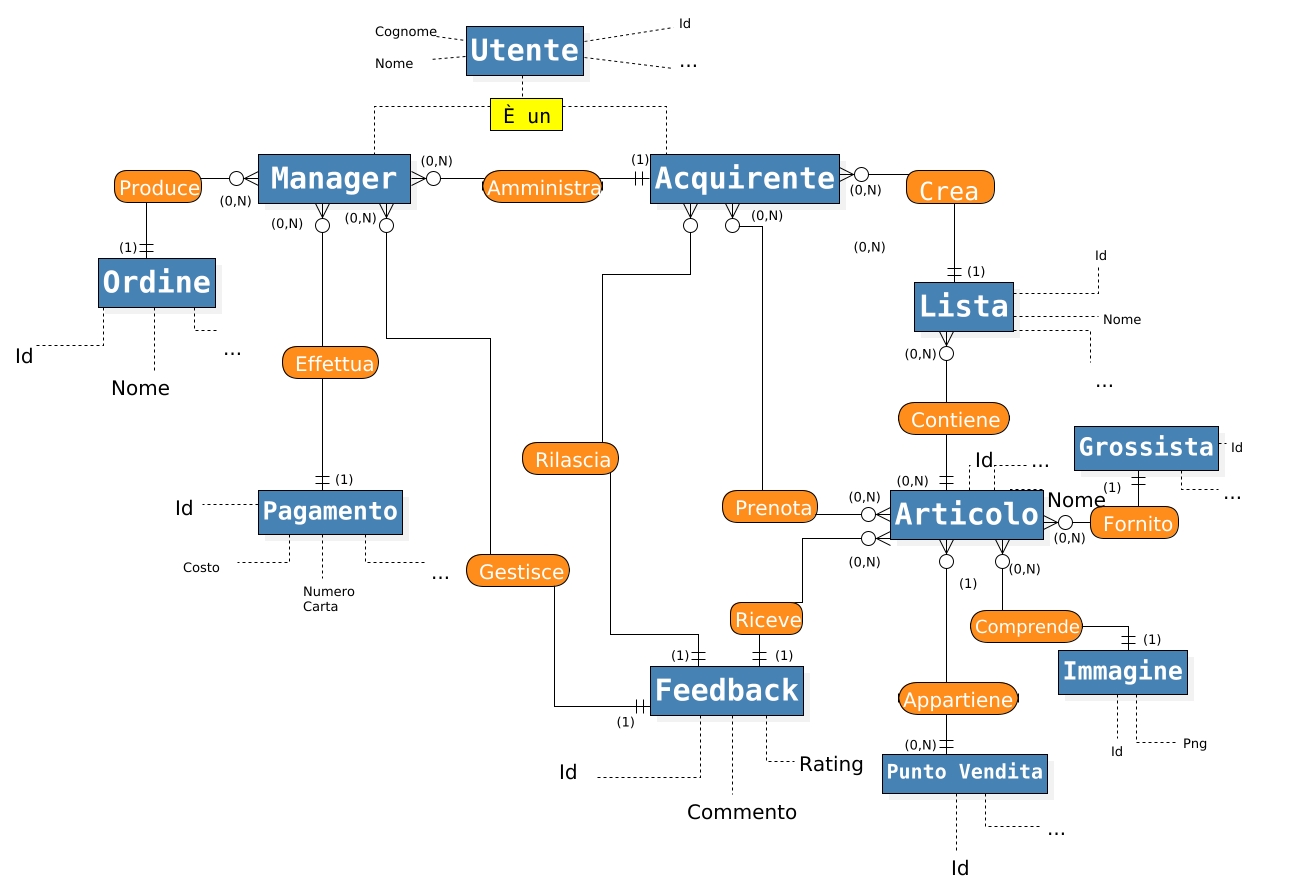 Id
Cognome
Utente
Nome
...
È un
(0,N)
(1)
Manager
Amministra
Acquirente
Produce
Crea
(0,N)
(0,N)
(0,N)
(0,N)
(0,N)
(1)
(0,N)
Id
Ordine
(1)
Lista
Nome
Id
...
(0,N)
Effettua
Nome
...
Contiene
Grossista
Id
Rilascia
Id
...
(1)
(0,N)
(1)
...
Id
Pagamento
Prenota
(0,N)
Articolo
Nome
Fornito
(0,N)
Costo
...
Gestisce
(0,N)
(0,N)
(1)
Numero
Carta
Riceve
Comprende
(1)
(1)
(1)
Immagine
Feedback
Appartiene
(1)
(0,N)
Png
Id
Id
Rating
Punto Vendita
Commento
...
Id